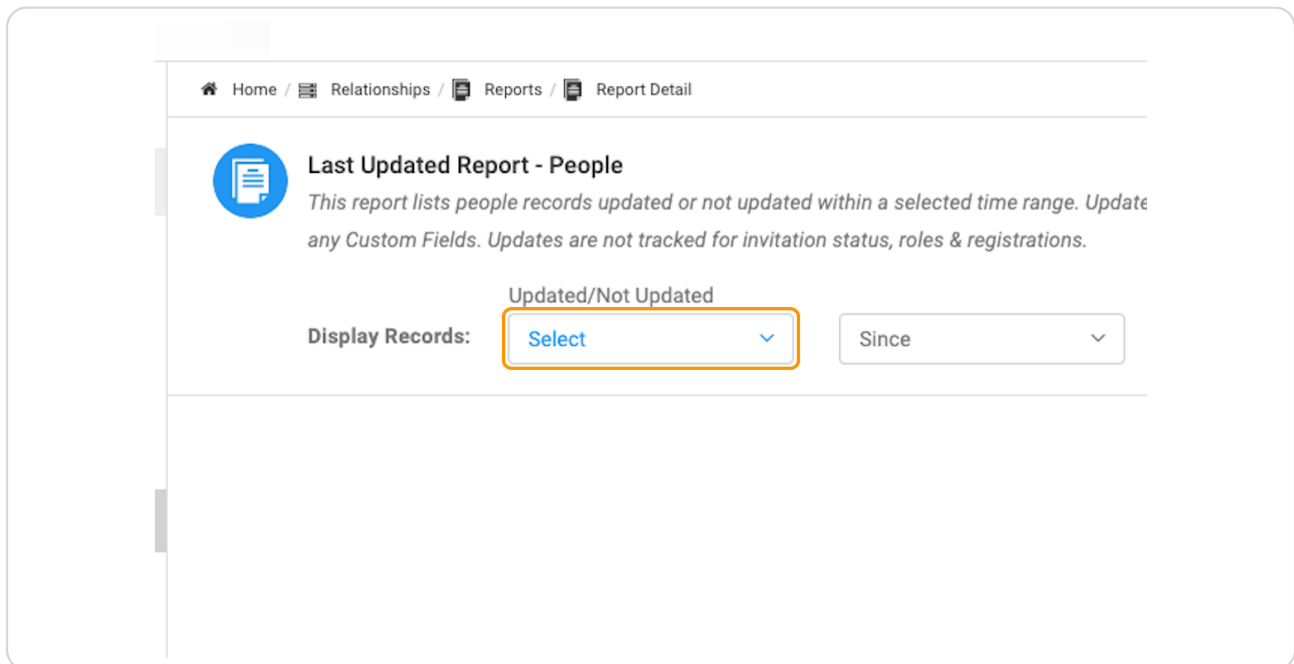 Home / Relationships / Reports / Report Detail
Last Updated Report - People
This report lists people records updated or not updated within a selected time range. Update
any Custom Fields. Updates are not tracked for invitation status, roles & registrations.
Updated/Not Updated
Display Records: Select Since